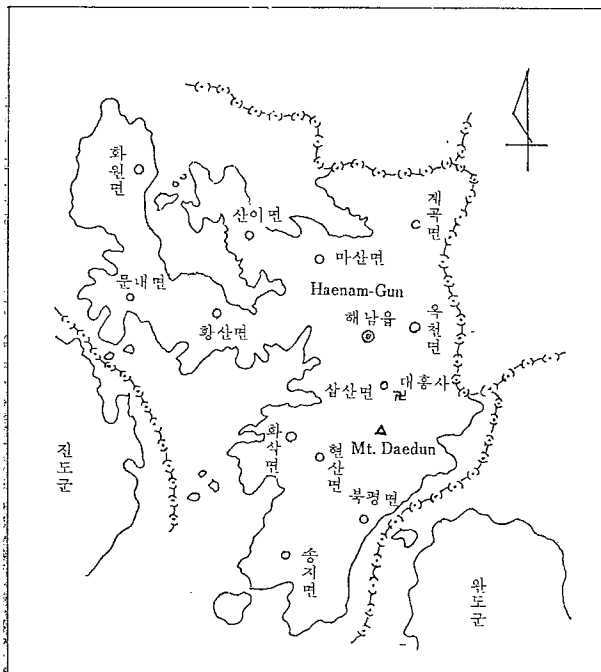 화원면
산이면
계곡면
마산면
문내면
Haenam-Gun
황산면
해남읍
옥천면
삼산면
대흥사
卍
화산면
Mt. Daedun
현산면
진도군
북평면
송지면
완도군